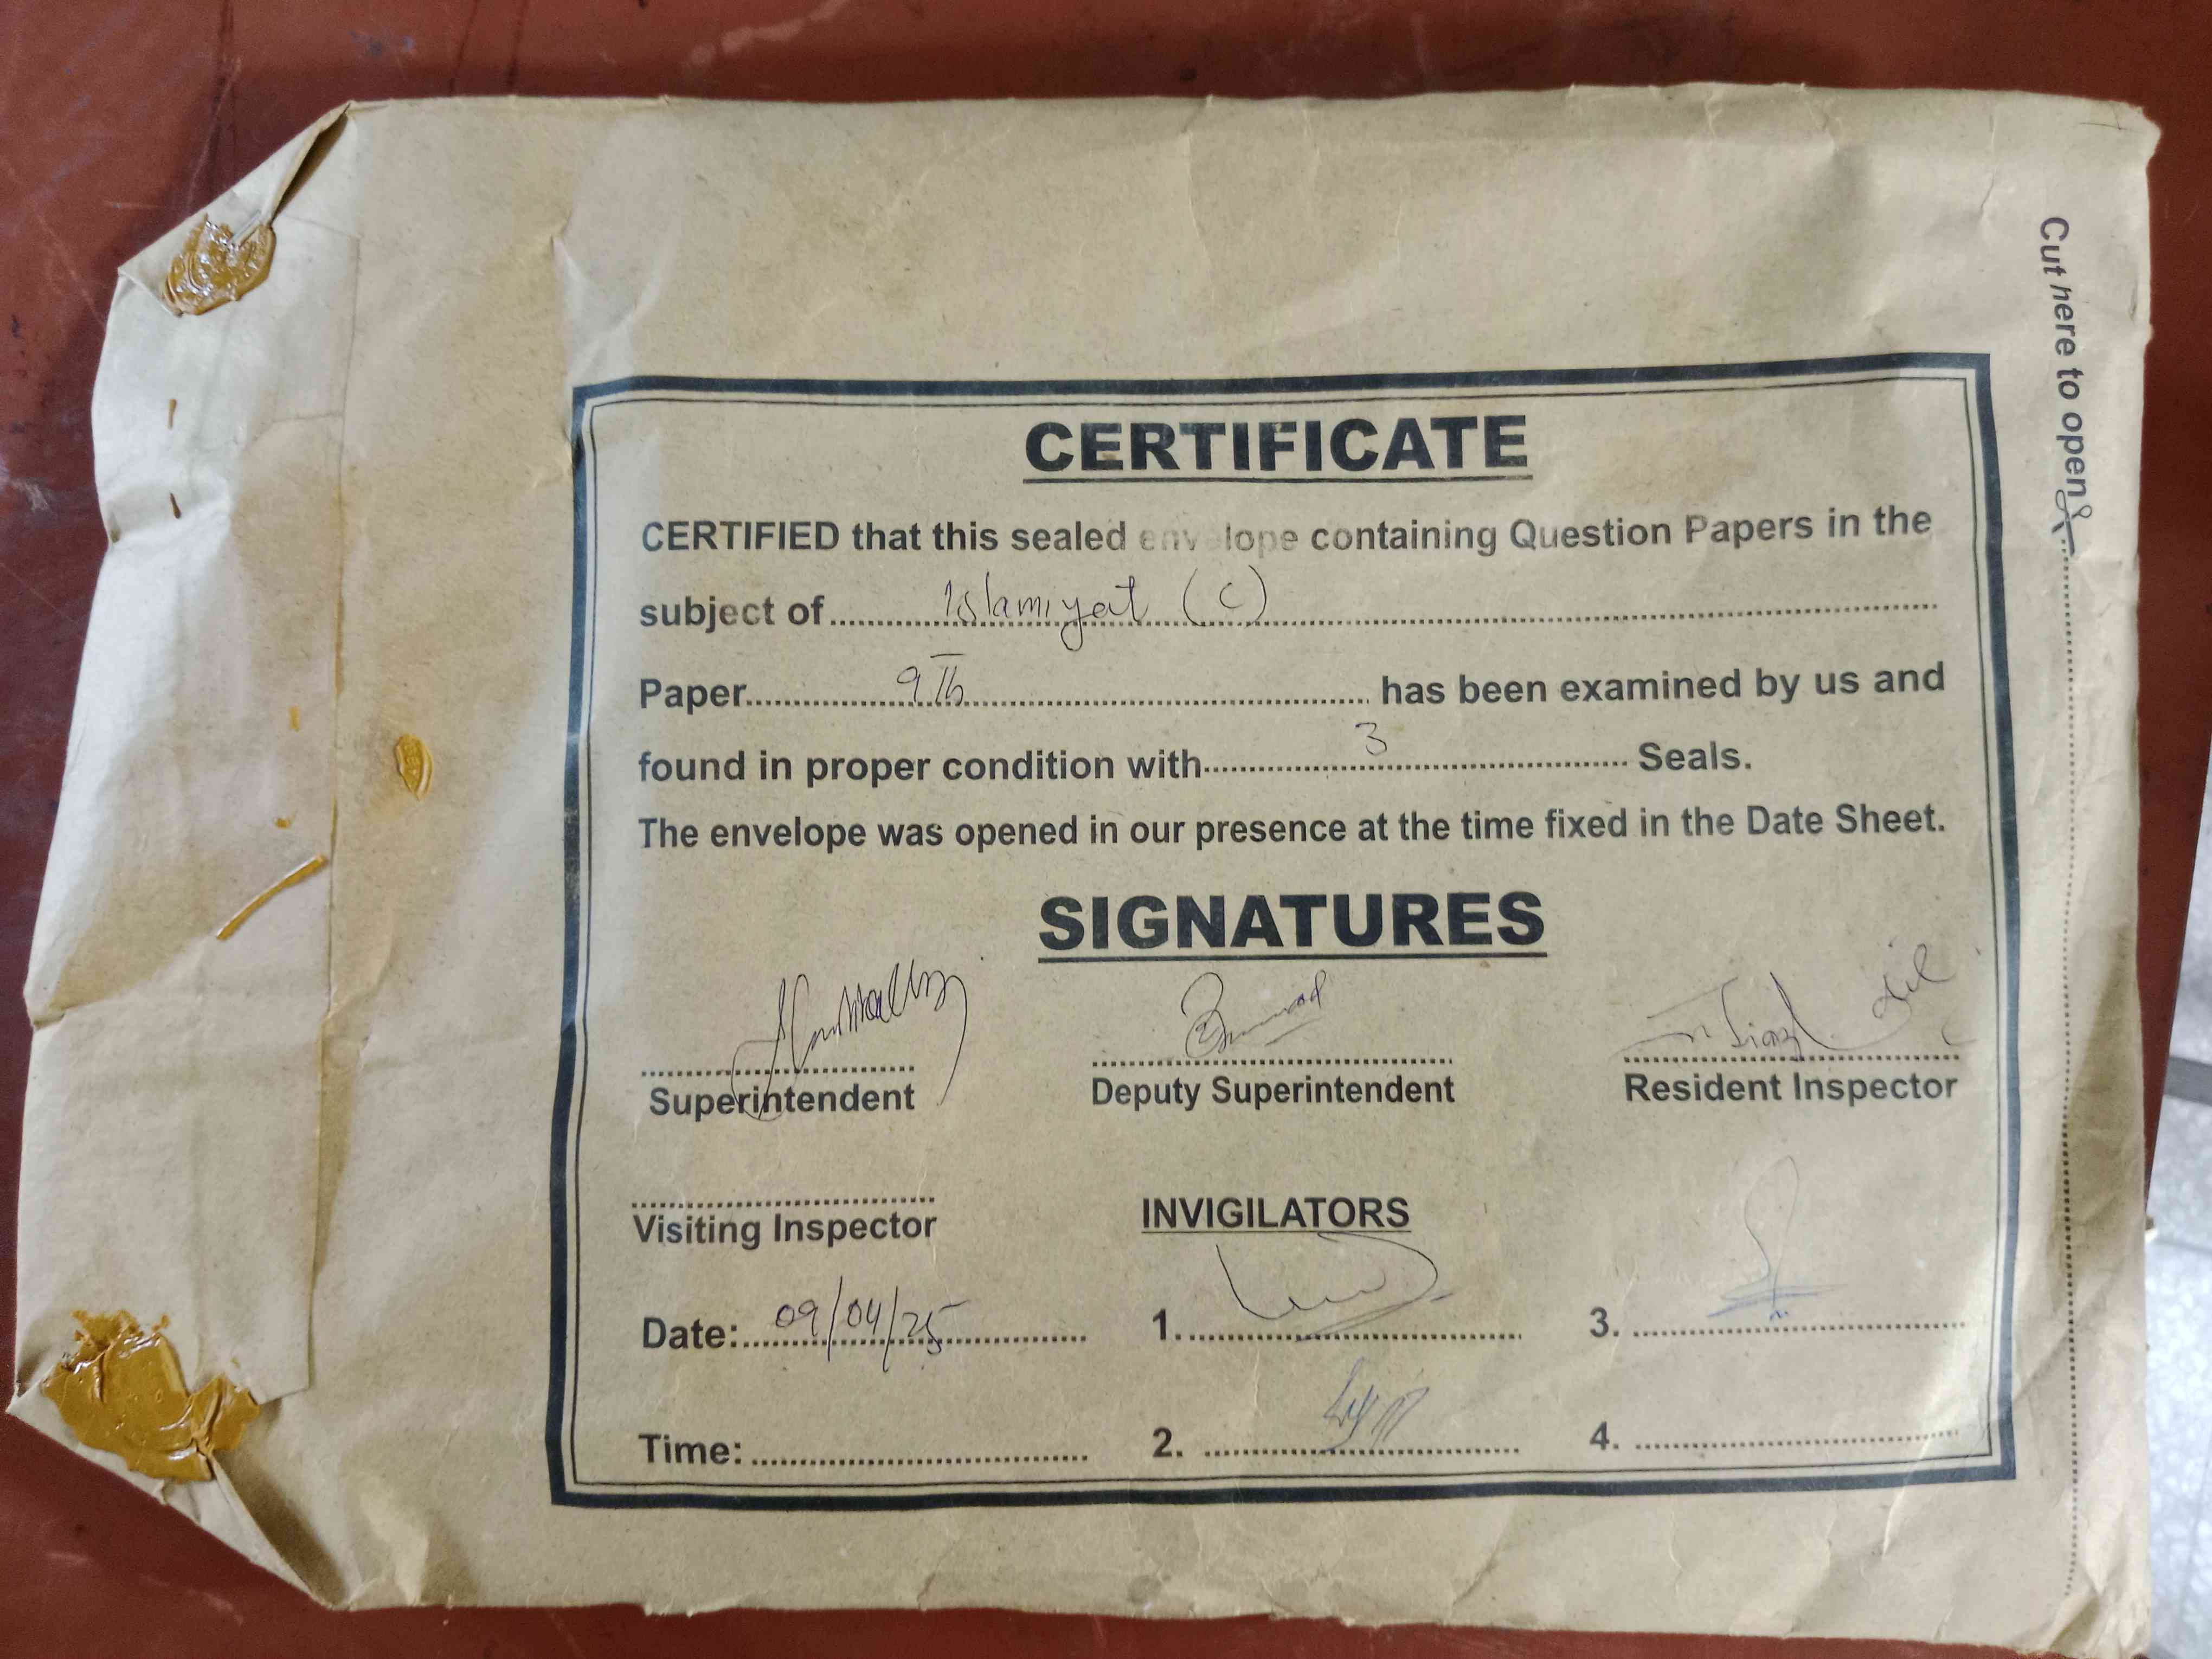 Cut here to open
CERTIFICATE
CERTIFIED that this sealed envelope containing Question Papers in the
subject of.......... Islamiyat (C) ..........
Paper.......... 9th .......... has been examined by us and
found in proper condition with.......... 3 .......... Seals.
The envelope was opened in our presence at the time fixed in the Date Sheet.
SIGNATURES
Superintendent Deputy Superintendent Resident Inspector
Visiting Inspector INVIGILATORS
Date:.......... 09/04/25 .......... 1. .......... 3. ..........
Time: .......... 2. .......... 4. ..........